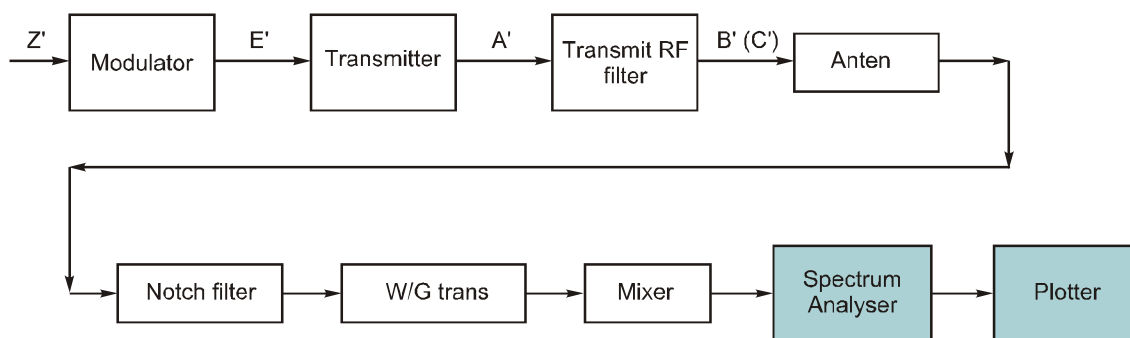 Z'
Modulator
E'
Transmitter
A'
Transmit RF
filter
B' (C')
Anten
Notch filter
W/G trans
Mixer
Spectrum
Analyser
Plotter